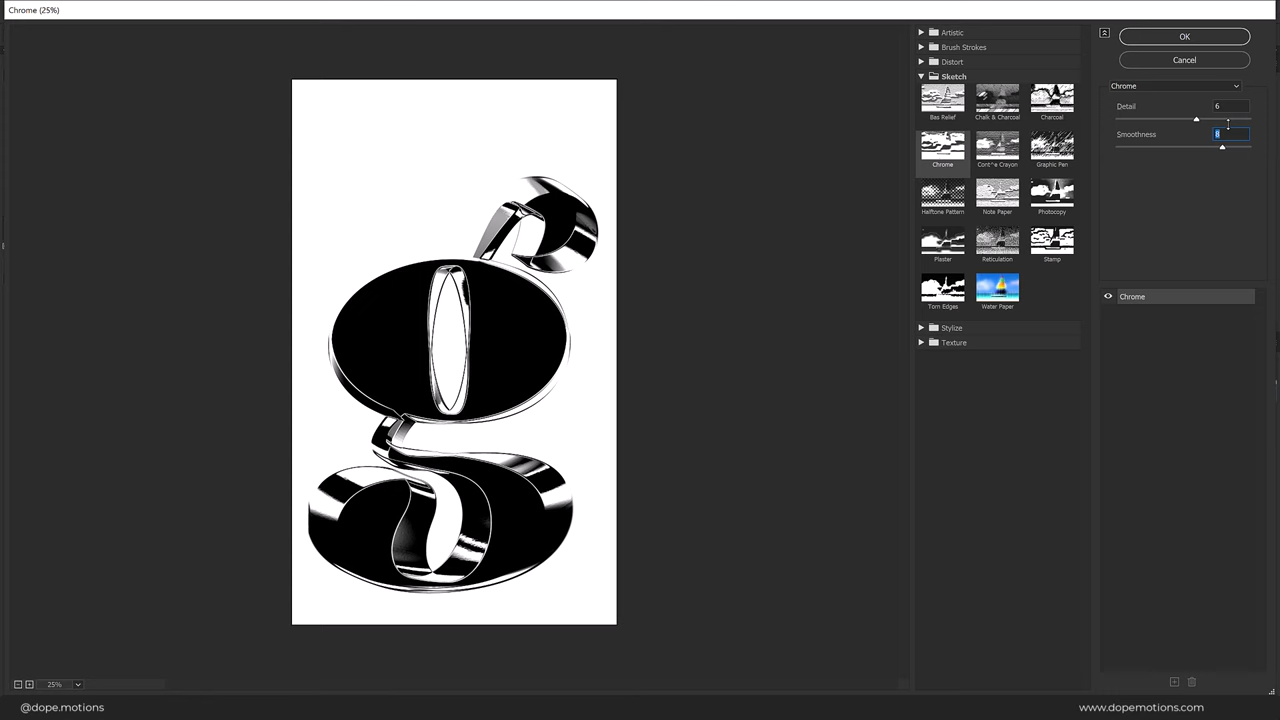 Chrome (25%)
Artistic
Brush Strokes
Distort
Sketch
Bas Relief
Chalk & Charcoal
Charcoal
Chrome
Cont^e Crayon
Graphic Pen
Halftone Pattern
Note Paper
Photocopy
Plaster
Reticulation
Stamp
Torn Edges
Water Paper
Stylize
Texture
OK
Cancel
Chrome
Detail 6
Smoothness 8
Chrome
g
25%
@dope.motions
www.dopemotions.com